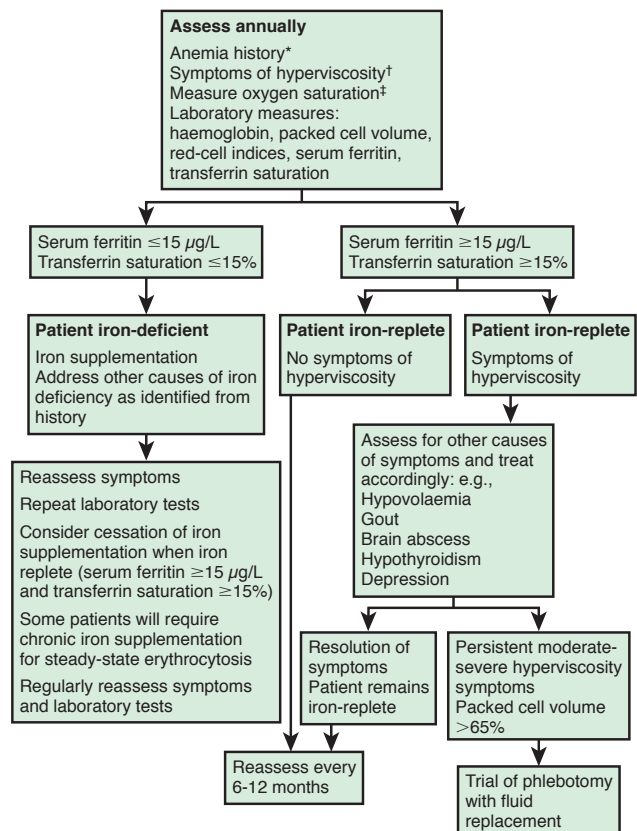 Assess annually
Anemia history*
Symptoms of hyperviscosity†
Measure oxygen saturation‡
Laboratory measures:
haemoglobin, packed cell volume,
red-cell indices, serum ferritin,
transferrin saturation
Serum ferritin ≤15 µg/L
Transferrin saturation ≤15%
Serum ferritin ≥15 µg/L
Transferrin saturation ≥15%
Patient iron-deficient
Iron supplementation
Address other causes of iron
deficiency as identified from
history
Patient iron-replete
No symptoms of
hyperviscosity
Patient iron-replete
Symptoms of
hyperviscosity
Reassess symptoms
Repeat laboratory tests
Consider cessation of iron
supplementation when iron
replete (serum ferritin ≥15 µg/L
and transferrin saturation ≥15%)
Some patients will require
chronic iron supplementation
for steady-state erythrocytosis
Regularly reassess symptoms
and laboratory tests
Assess for other causes
of symptoms and treat
accordingly: e.g.,
Hypovolaemia
Gout
Brain abscess
Hypothyroidism
Depression
Resolution of
symptoms
Patient remains
iron-replete
Persistent moderate-
severe hyperviscosity
symptoms
Packed cell volume
>65%
Reassess every
6-12 months
Trial of phlebotomy
with fluid
replacement